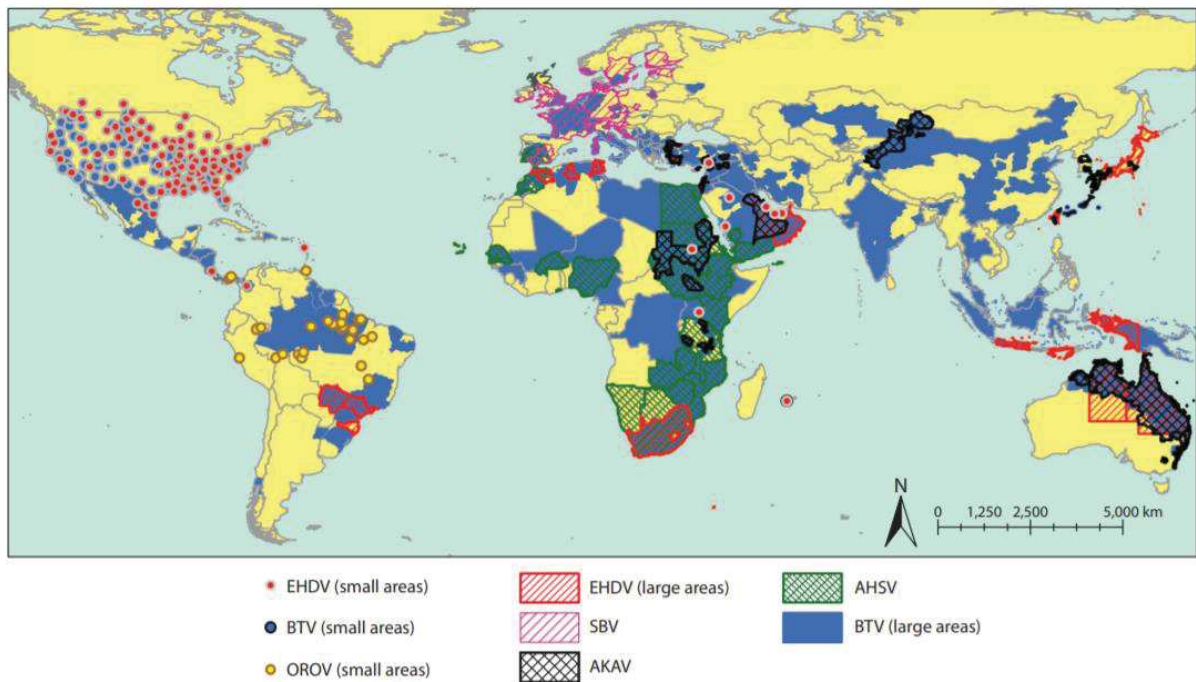 N
0 1,250 2,500 5,000 km
EHDV (small areas)
BTV (small areas)
OROV (small areas)
EHDV (large areas)
SBV
AKAV
AHSV
BTV (large areas)